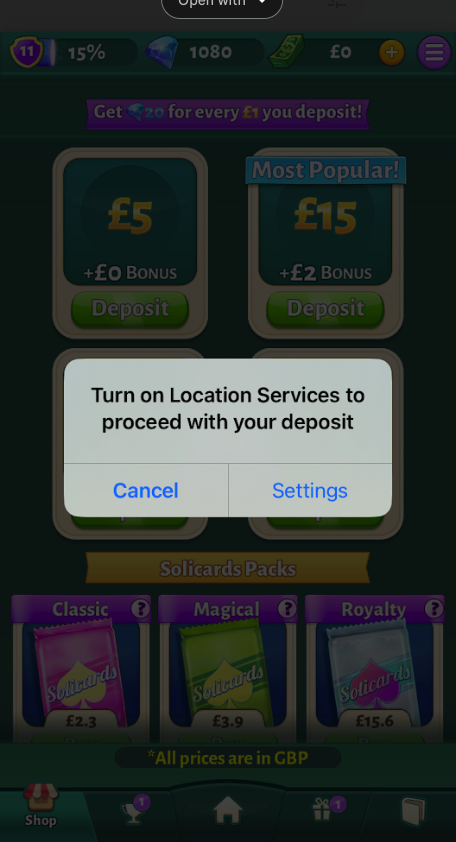 Open with
11 15% 1080 £0 +
Get 20 for every £1 you deposit!
Most Popular!
£5 £15
+£0 Bonus +£2 Bonus
Deposit Deposit
Turn on Location Services to
proceed with your deposit
Cancel Settings
Solicards Packs
Classic ? Magical ? Royalty ?
Solicards Solicards Solicards
£2.3 £3.9 £15.6
*All prices are in GBP
1 1
Shop